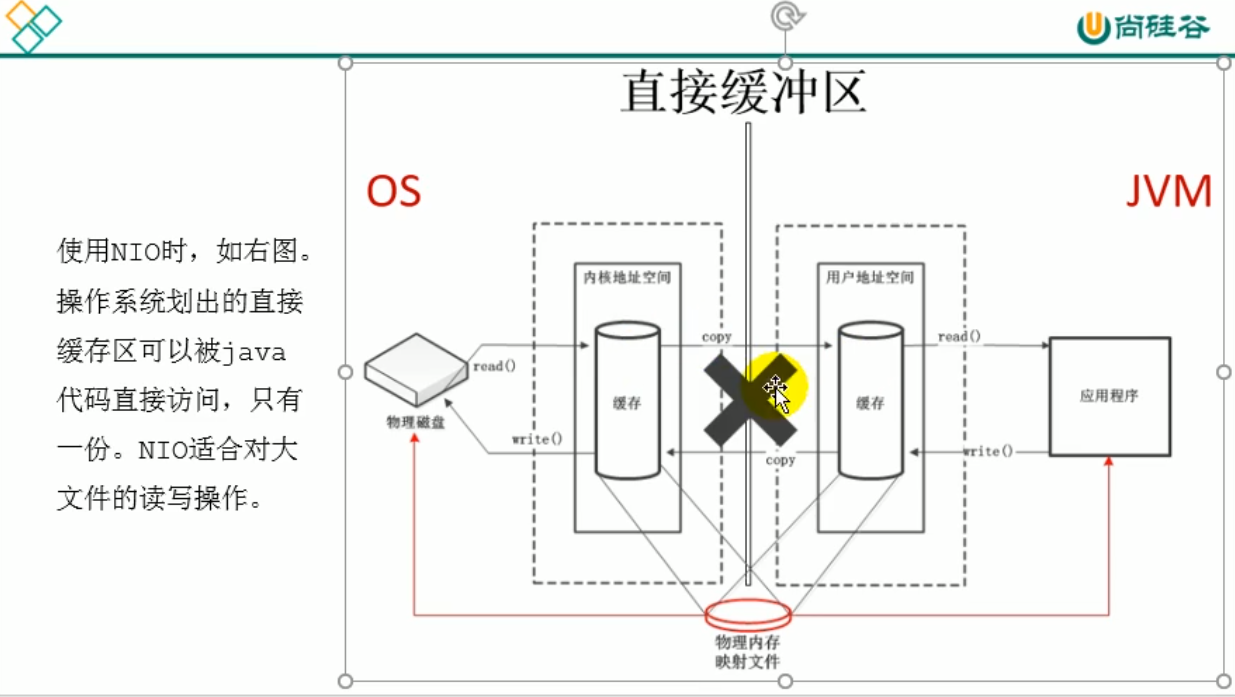 尚硅谷
直接缓冲区
OS
JVM
使用NIO时，如右图。
操作系统划出的直接
缓存区可以被java
代码直接访问，只有
一份。NIO适合对大
文件的读写操作。
内核地址空间
用户地址空间
copy
read()
read()
缓存
缓存
应用程序
物理磁盘
write()
copy
write()
物理内存
映射文件